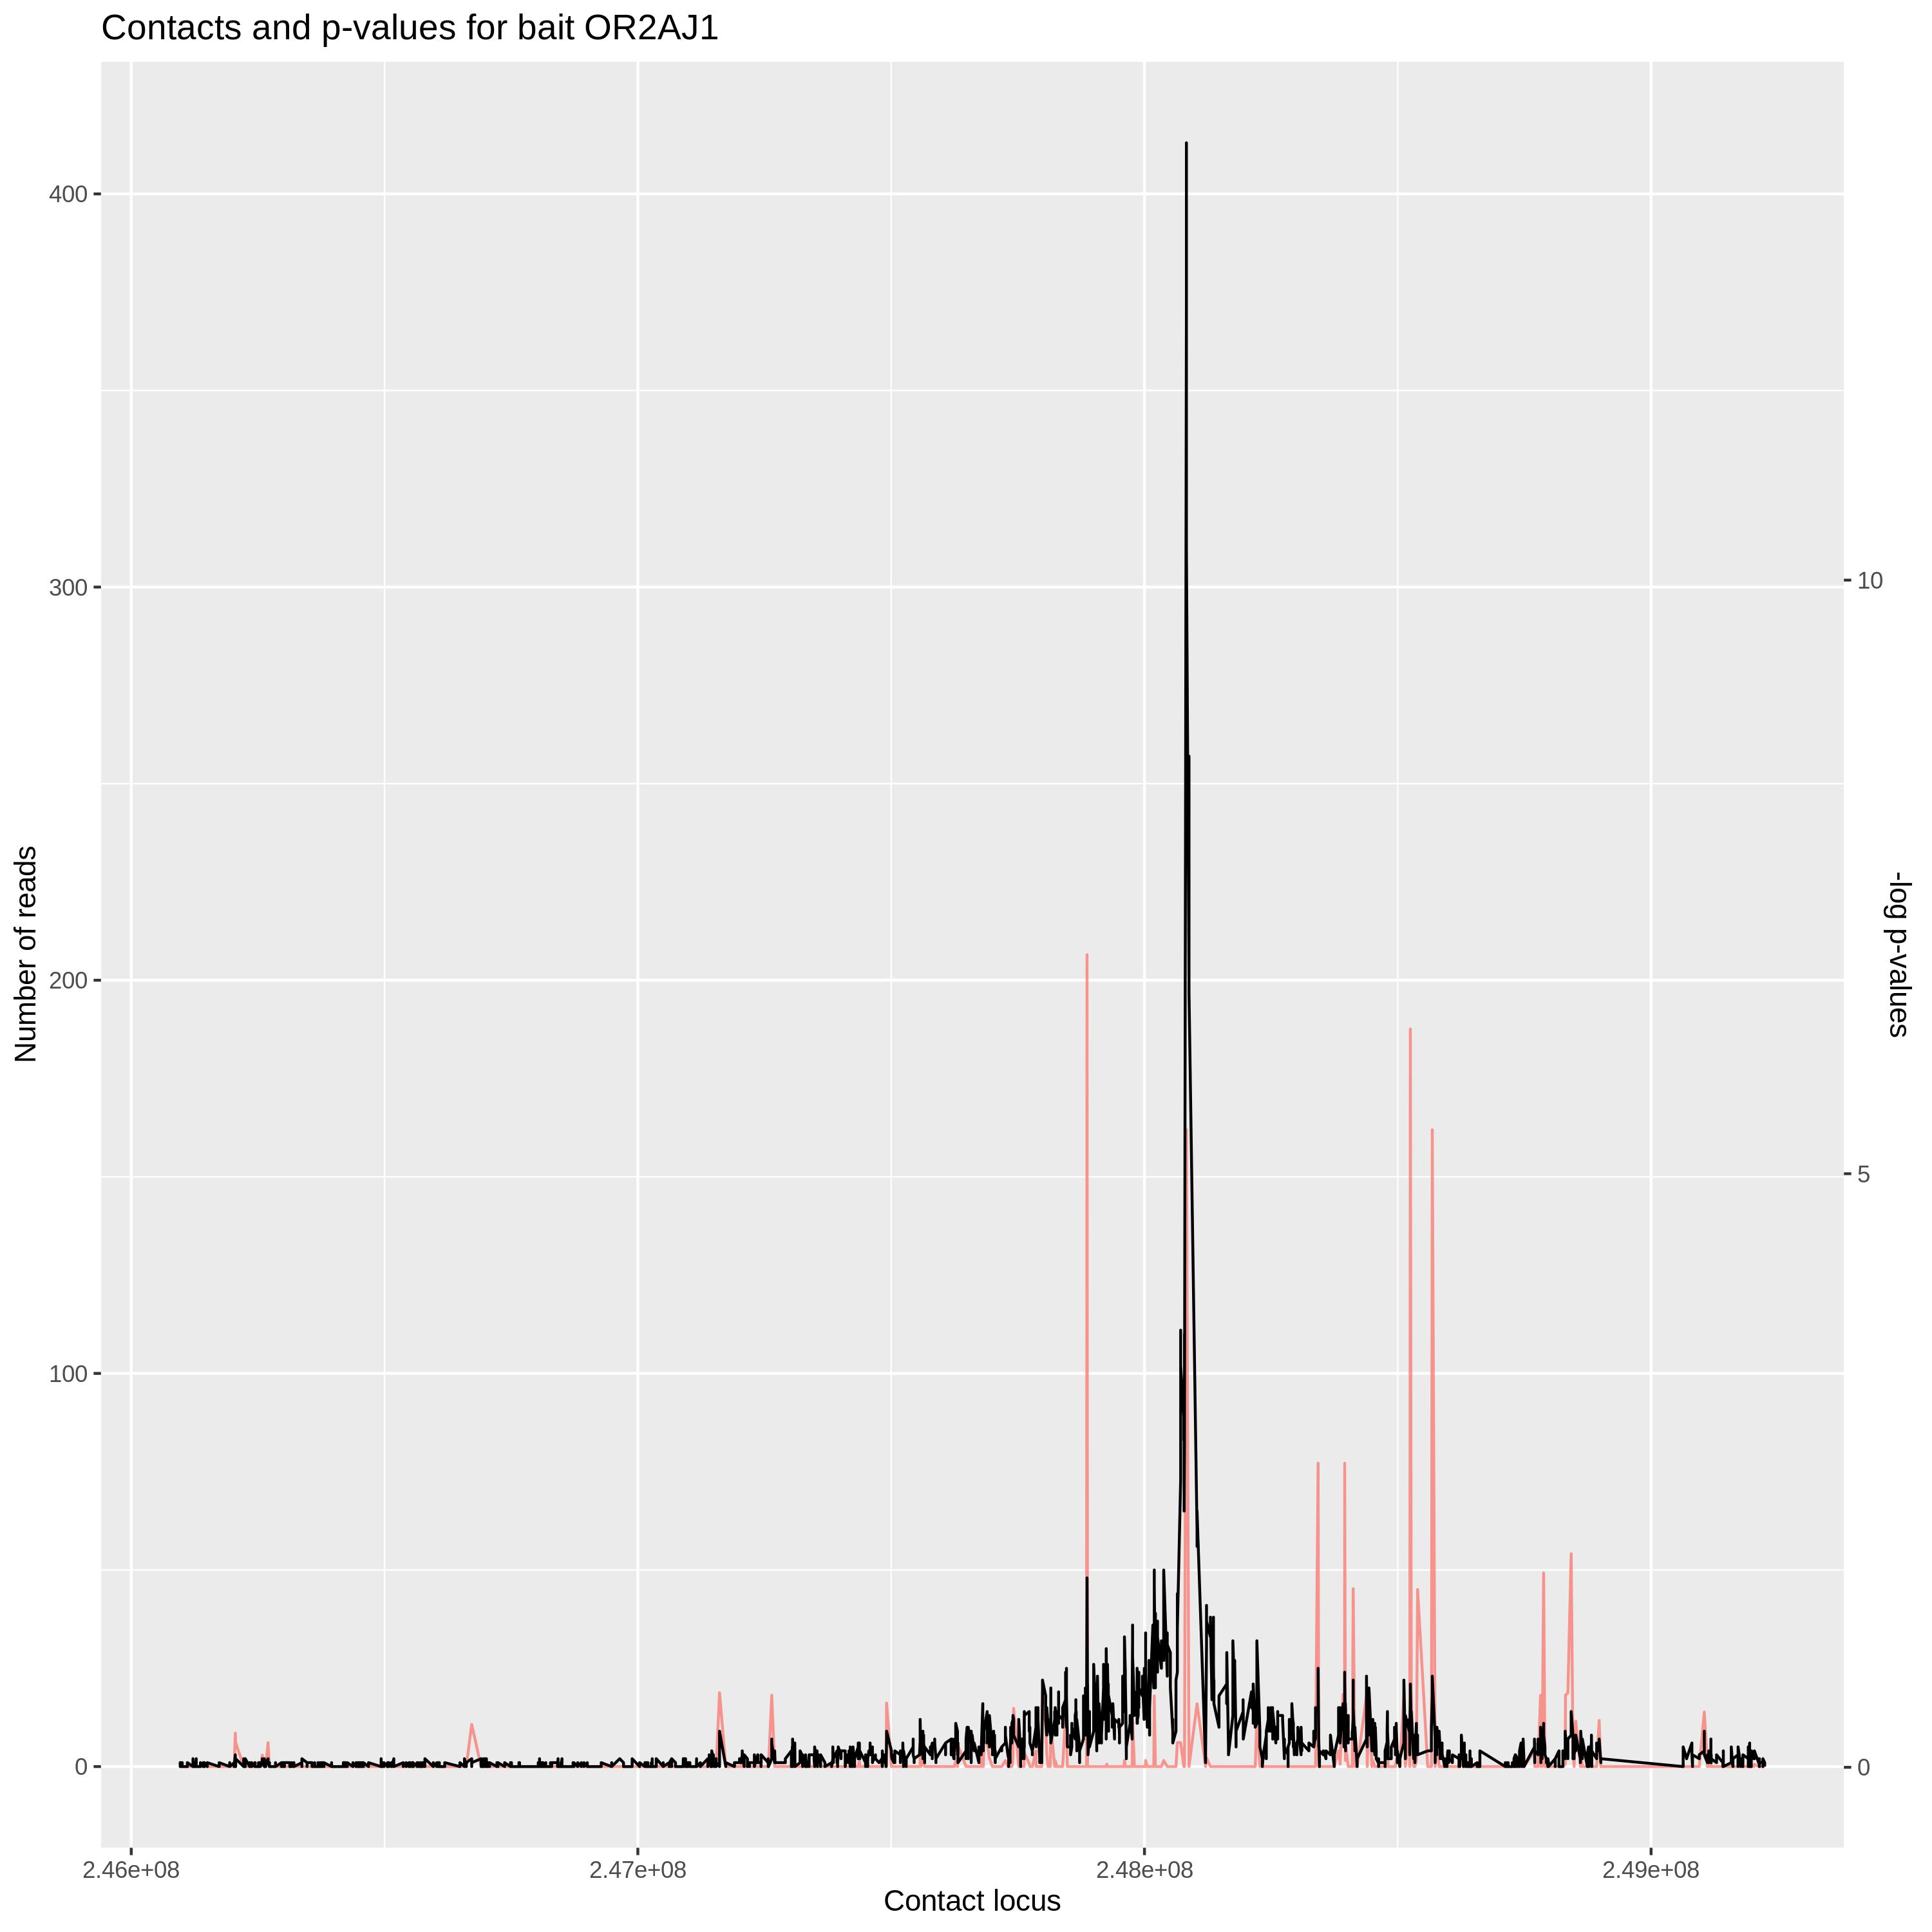 Contacts and p-values for bait OR2AJ1
Number of reads
400
300
200
100
0
10
5
0
-log p-values
2.46e+08
2.47e+08
2.48e+08
2.49e+08
Contact locus